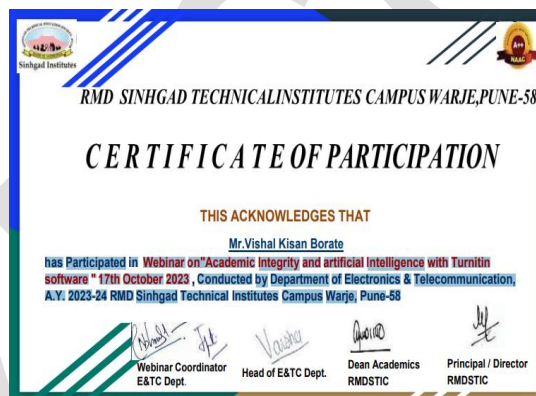 Sinhgad Institutes
A++
NAAC
RMD SINHGAD TECHNICALINSTITUTES CAMPUS WARJE,PUNE-58
CERTIFICATE OF PARTICIPATION
THIS ACKNOWLEDGES THAT
Mr.Vishal Kisan Borate
has Participated in Webinar on"Academic Integrity and artificial Intelligence with Turnitin
software " 17th October 2023 , Conducted by Department of Electronics & Telecommunication,
A.Y. 2023-24 RMD Sinhgad Technical Institutes Campus Warje, Pune-58
Webinar Coordinator
E&TC Dept.
Head of E&TC Dept.
Dean Academics
RMDSTIC
Principal / Director
RMDSTIC